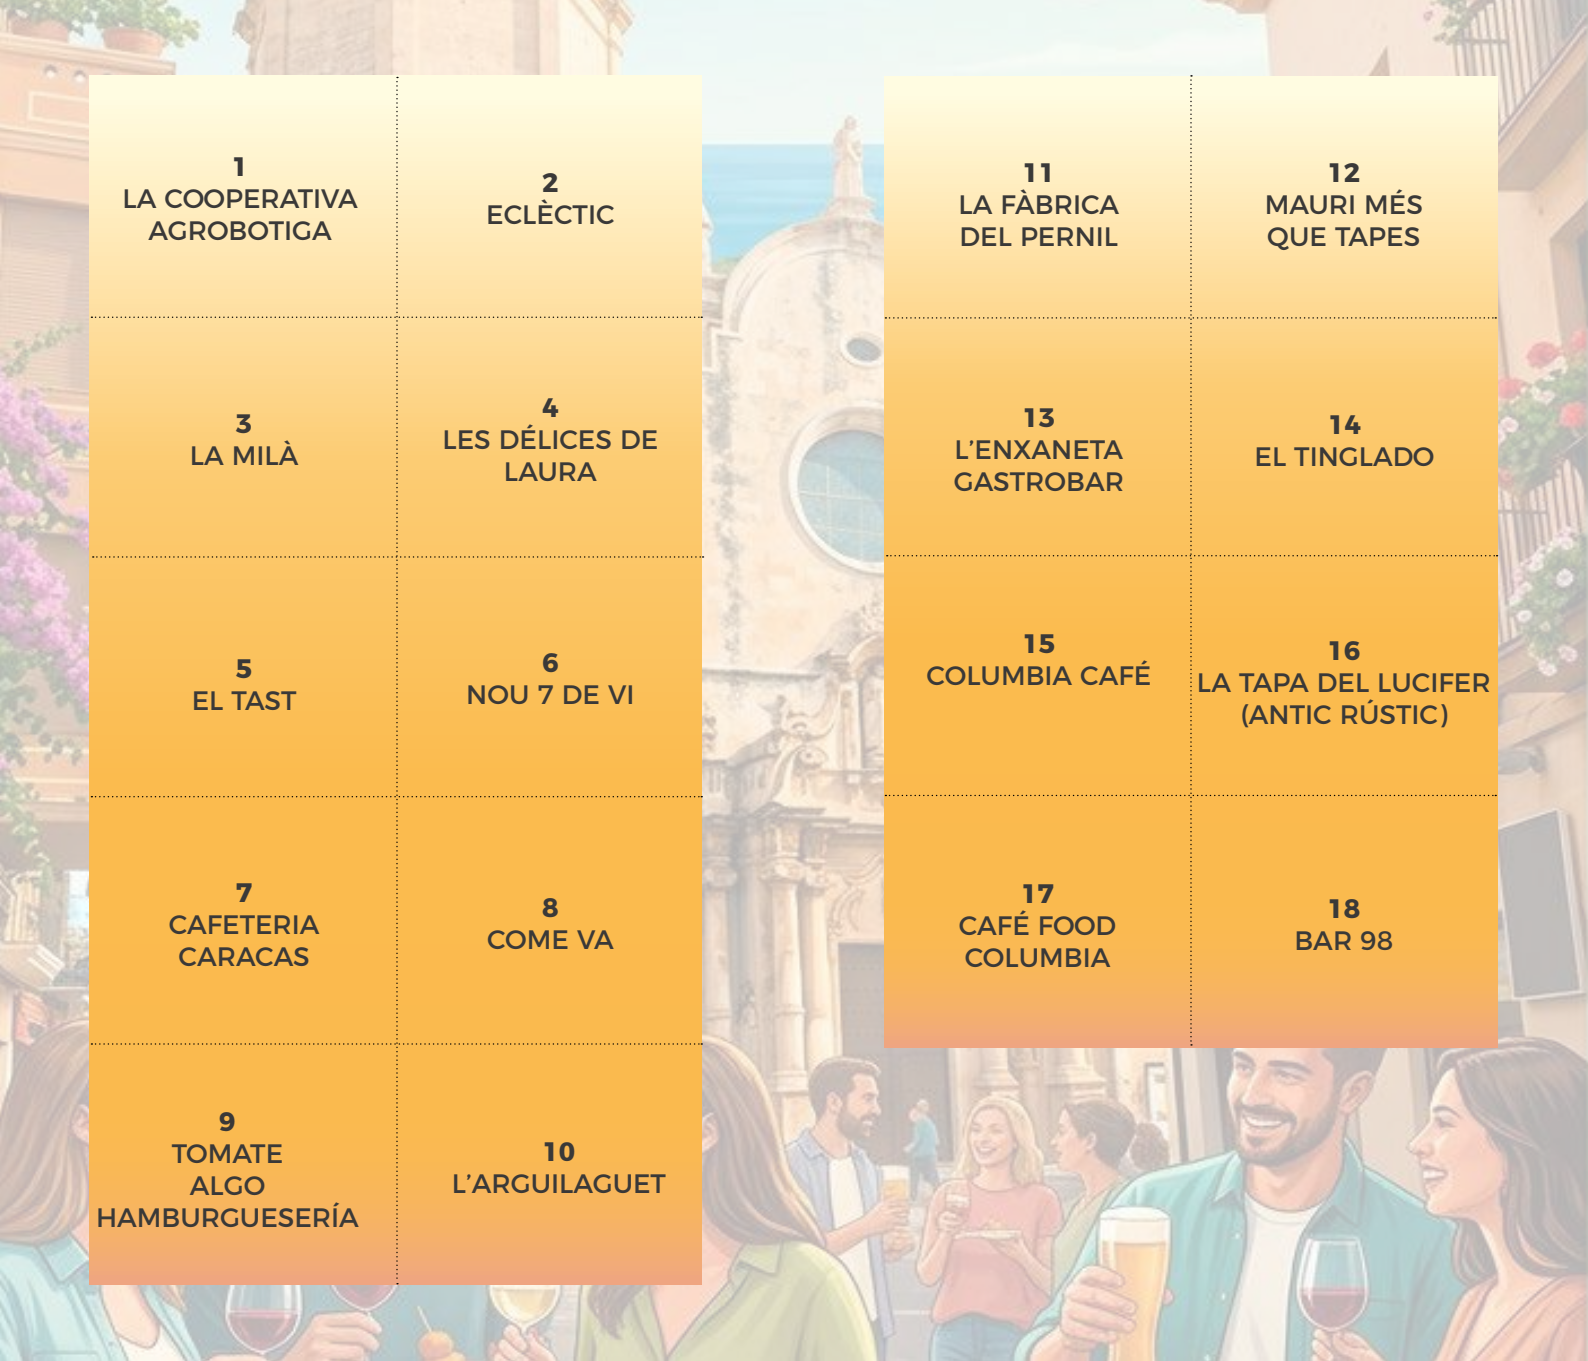 1
LA COOPERATIVA
AGROBOTIGA
2
ECLÈCTIC
3
LA MILÀ
4
LES DÉLICES DE
LAURA
5
EL TAST
6
NOU 7 DE VI
7
CAFETERIA
CARACAS
8
COME VA
9
TOMATE
ALGO
HAMBURGUESERÍA
10
L’ARGUILAGUET
11
LA FÀBRICA
DEL PERNIL
12
MAURI MÉS
QUE TAPES
13
L’ENXANETA
GASTROBAR
14
EL TINGLADO
15
COLUMBIA CAFÉ
16
LA TAPA DEL LUCIFER
(ANTIC RÚSTIC)
17
CAFÉ FOOD
COLUMBIA
18
BAR 98